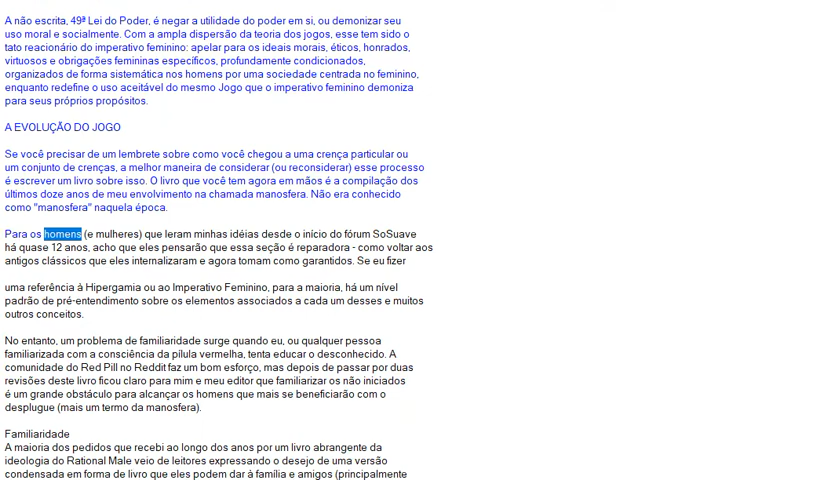 A não escrita, 49ª Lei do Poder, é negar a utilidade do poder em si, ou demonizar seu
uso moral e socialmente. Com a ampla dispersão da teoria dos jogos, esse tem sido o
tato reacionário do imperativo feminino: apelar para os ideais morais, éticos, honrados,
virtuosos e obrigações femininas específicos, profundamente condicionados,
organizados de forma sistemática nos homens por uma sociedade centrada no feminino,
enquanto redefine o uso aceitável do mesmo Jogo que o imperativo feminino demoniza
para seus próprios propósitos.
A EVOLUÇÃO DO JOGO
Se você precisar de um lembrete sobre como você chegou a uma crença particular ou
um conjunto de crenças, a melhor maneira de considerar (ou reconsiderar) esse processo
é escrever um livro sobre isso. O livro que você tem agora em mãos é a compilação dos
últimos doze anos de meu envolvimento na chamada manosfera. Não era conhecido
como "manosfera" naquela época.
Para os homens (e mulheres) que leram minhas idéias desde o início do fórum SoSuave
há quase 12 anos, acho que eles pensarão que essa seção é reparadora - como voltar aos
antigos clássicos que eles internalizaram e agora tomam como garantidos. Se eu fizer
uma referência à Hipergamia ou ao Imperativo Feminino, para a maioria, há um nível
padrão de pré-entendimento sobre os elementos associados a cada um desses e muitos
outros conceitos.
No entanto, um problema de familiaridade surge quando eu, ou qualquer pessoa
familiarizada com a consciência da pílula vermelha, tenta educar o desconhecido. A
comunidade do Red Pill no Reddit faz um bom esforço, mas depois de passar por duas
revisões deste livro ficou claro para mim e meu editor que familiarizar os não iniciados
é um grande obstáculo para alcançar os homens que mais se beneficiarão com o
desplugue (mais um termo da manosfera).
Familiaridade
A maioria dos pedidos que recebi ao longo dos anos por um livro abrangente da
ideologia do Rational Male veio de leitores expressando o desejo de uma versão
condensada em forma de livro que eles podem dar à família e amigos (principalmente